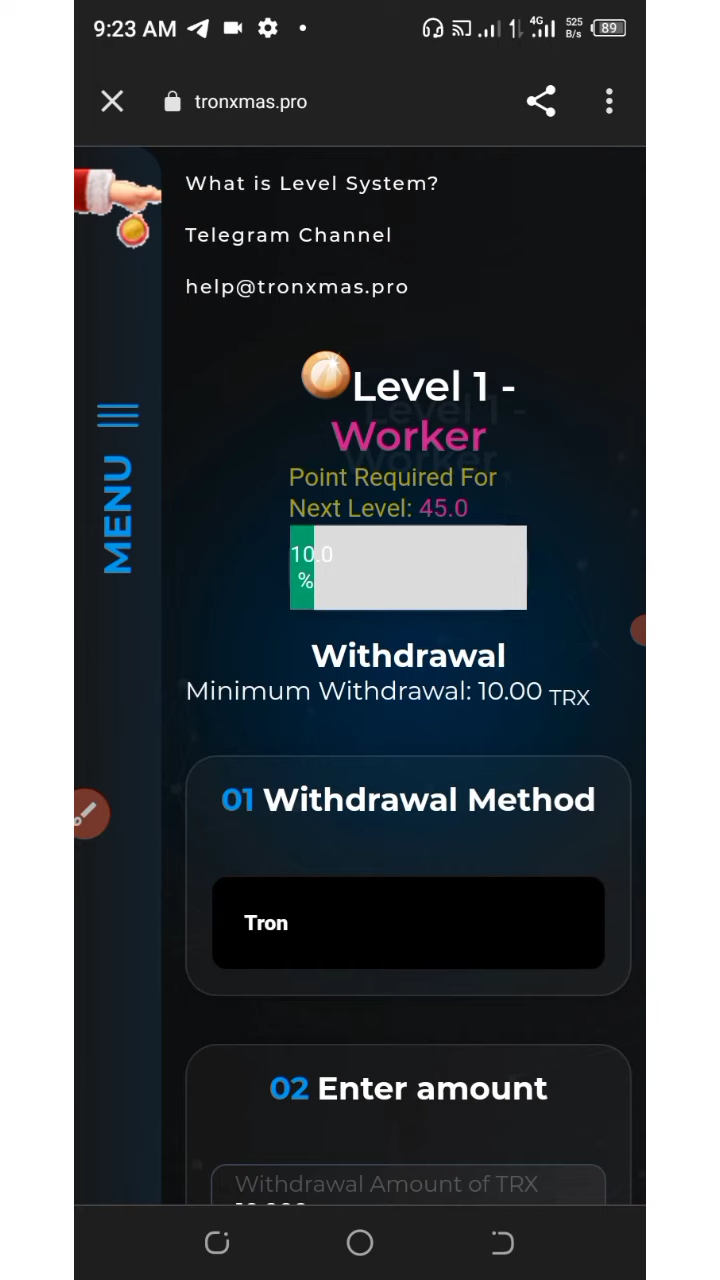 9:23 AM
4G
525 B/s
89
tronxmas.pro
What is Level System?
Telegram Channel
help@tronxmas.pro
Level 1 -
Worker
Point Required For
Next Level: 45.0
10.0
%
MENU
Withdrawal
Minimum Withdrawal: 10.00 TRX
01 Withdrawal Method
Tron
02 Enter amount
Withdrawal Amount of TRX